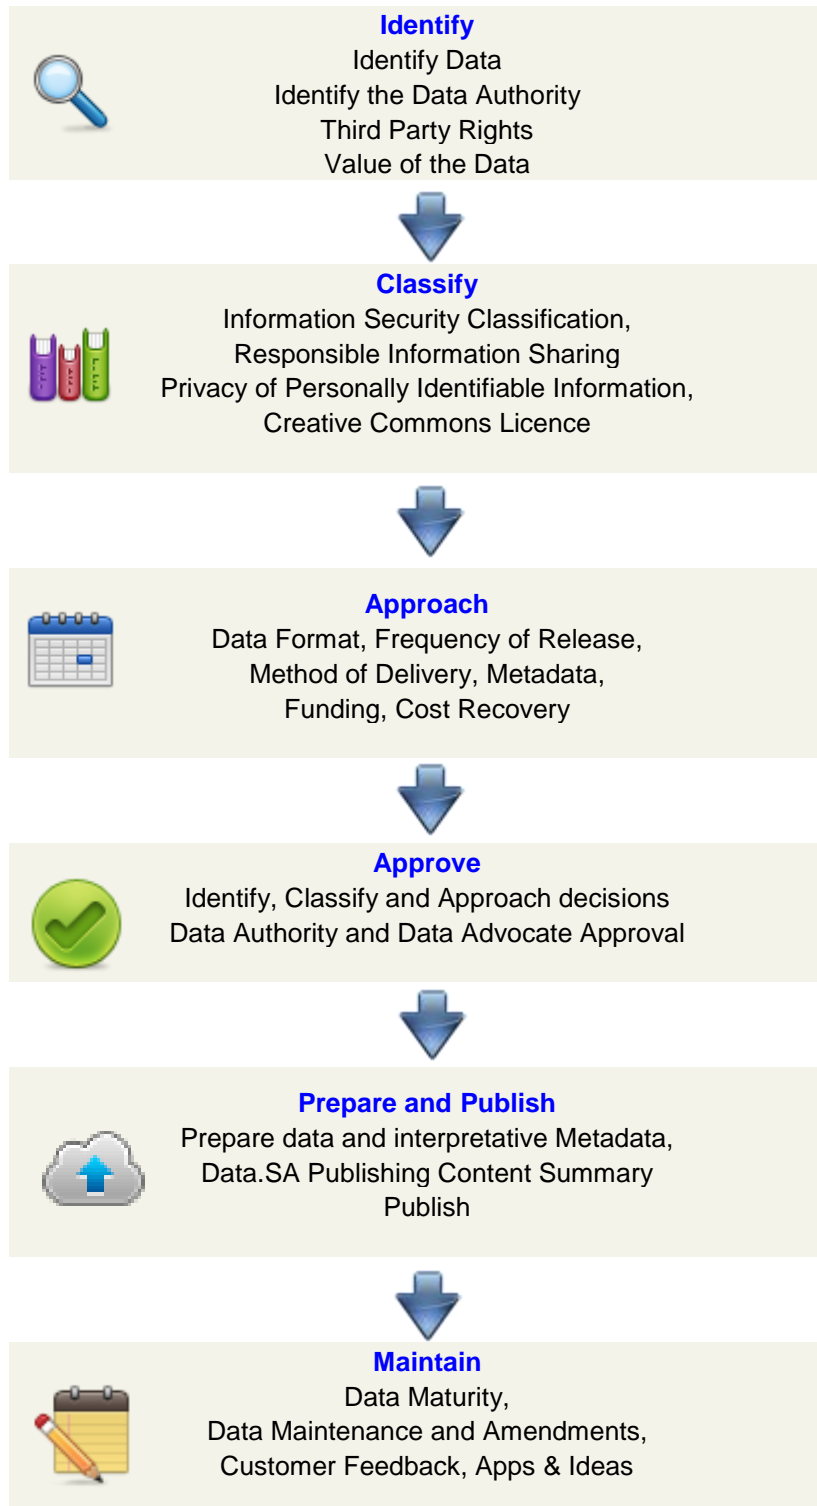 Identify
Identify Data
Identify the Data Authority
Third Party Rights
Value of the Data
Classify
Information Security Classification,
Responsible Information Sharing
Privacy of Personally Identifiable Information,
Creative Commons Licence
Approach
Data Format, Frequency of Release,
Method of Delivery, Metadata,
Funding, Cost Recovery
Approve
Identify, Classify and Approach decisions
Data Authority and Data Advocate Approval
Prepare and Publish
Prepare data and interpretative Metadata,
Data.SA Publishing Content Summary
Publish
Maintain
Data Maturity,
Data Maintenance and Amendments,
Customer Feedback, Apps & Ideas